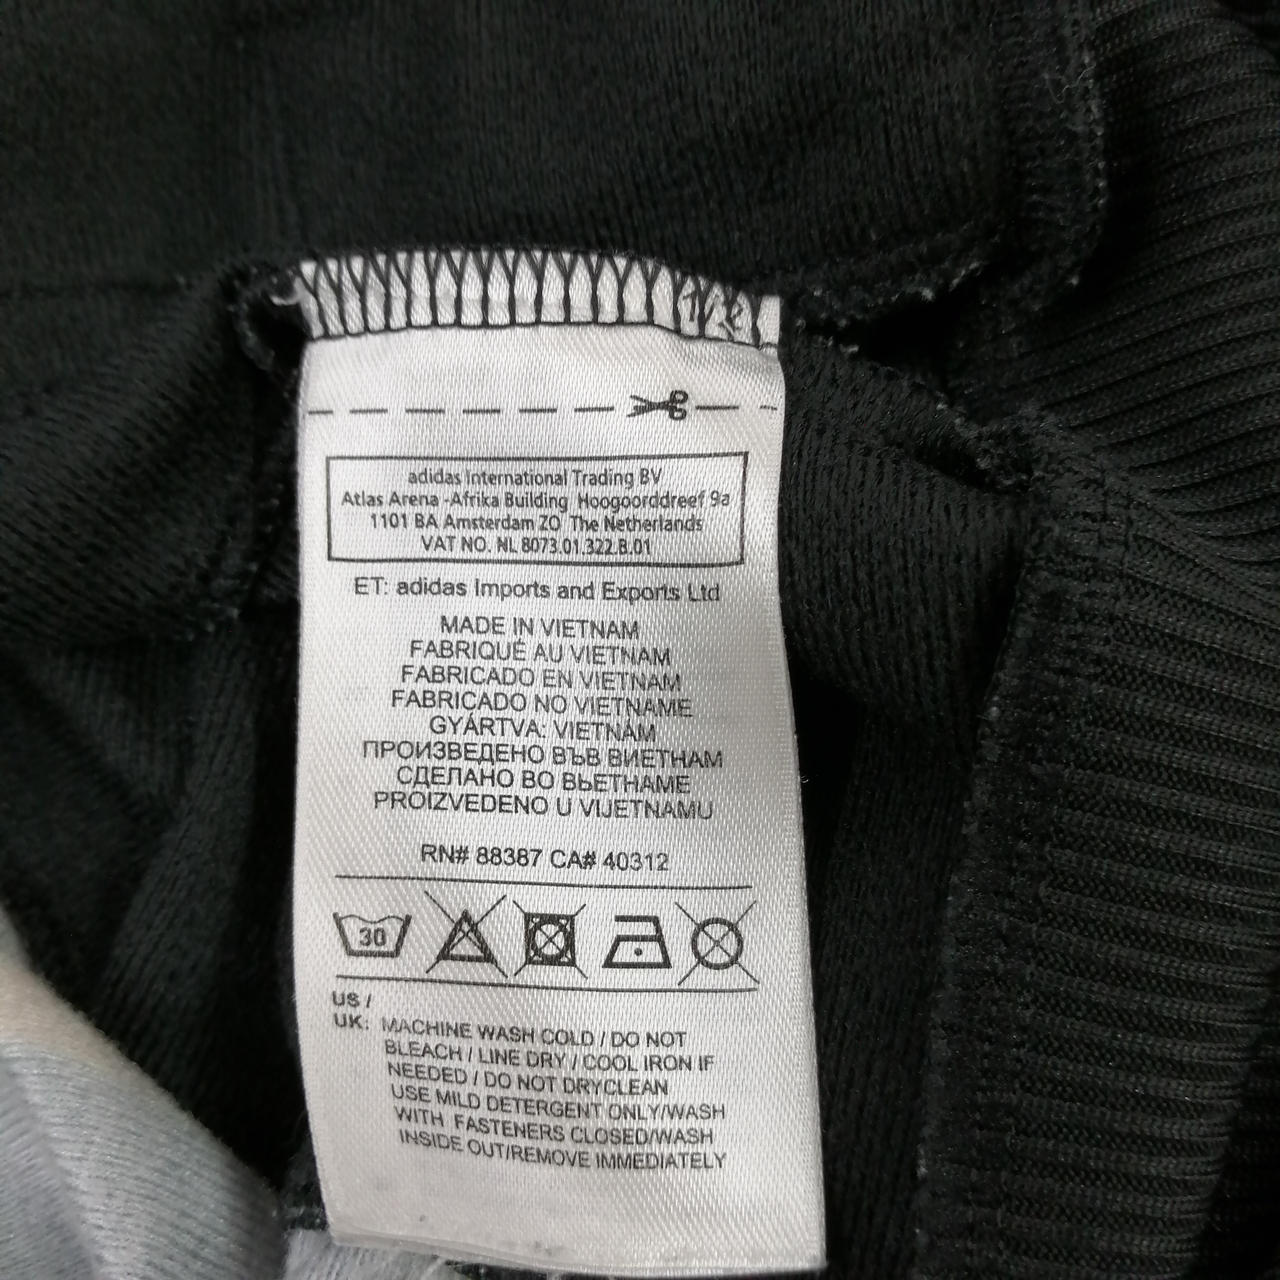 adidas International Trading BV
Atlas Arena -Afrika Building Hoogoorddreef 9a
1101 BA Amsterdam ZO The Netherlands
VAT NO. NL 8073.01.322.B.01
ET: adidas Imports and Exports Ltd
MADE IN VIETNAM
FABRIQUÉ AU VIETNAM
FABRICADO EN VIETNAM
FABRICADO NO VIETNAME
GYÁRTVA: VIETNÁM
ПРОИЗВЕДЕНО ВЪВ ВИЕТНАМ
СДЕЛАНО ВО ВЬЕТНАМЕ
PROIZVEDENO U VIJETNAMU
RN# 88387 CA# 40312
30
US /
UK: MACHINE WASH COLD / DO NOT
BLEACH / LINE DRY / COOL IRON IF
NEEDED / DO NOT DRYCLEAN
USE MILD DETERGENT ONLY/WASH
WITH FASTENERS CLOSED/WASH
INSIDE OUT/REMOVE IMMEDIATELY